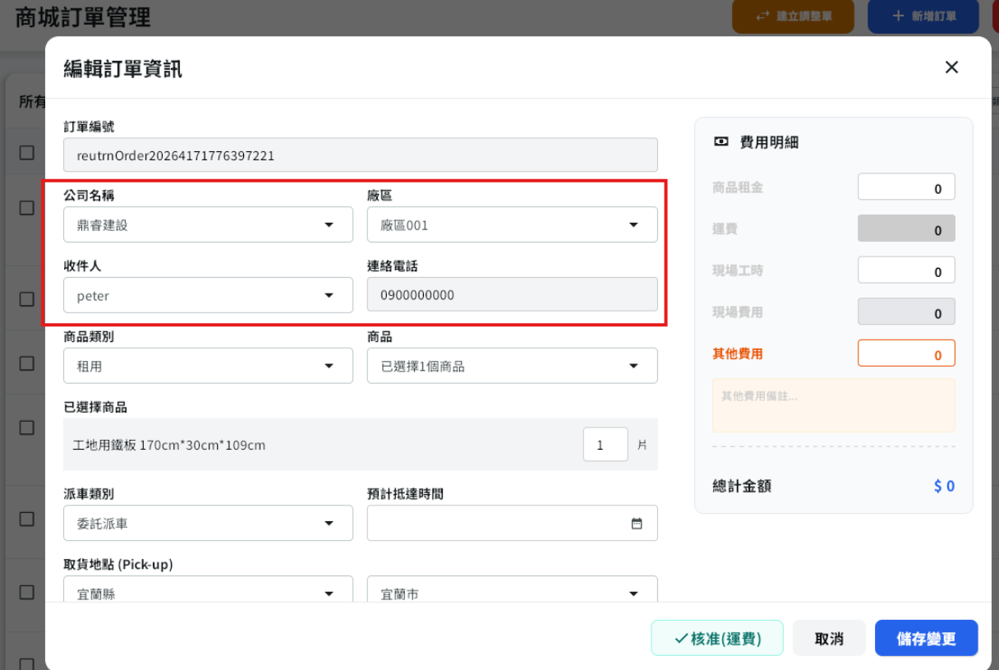 商城訂單管理
建立調整單
新增訂單
所有
編輯訂單資訊
訂單編號
reutrnOrder20264171776397221
公司名稱
廠區
鼎睿建設
廠區001
收件人
連絡電話
peter
0900000000
商品類別
商品
租用
已選擇1個商品
已選擇商品
工地用鐵板 170cm*30cm*109cm
1
片
派車類別
預計抵達時間
委託派車
取貨地點 (Pick-up)
宜蘭縣
宜蘭市
費用明細
商品租金
0
運費
0
現場工時
0
現場費用
0
其他費用
0
其他費用備註...
總計金額
$ 0
核准(運費)
取消
儲存變更